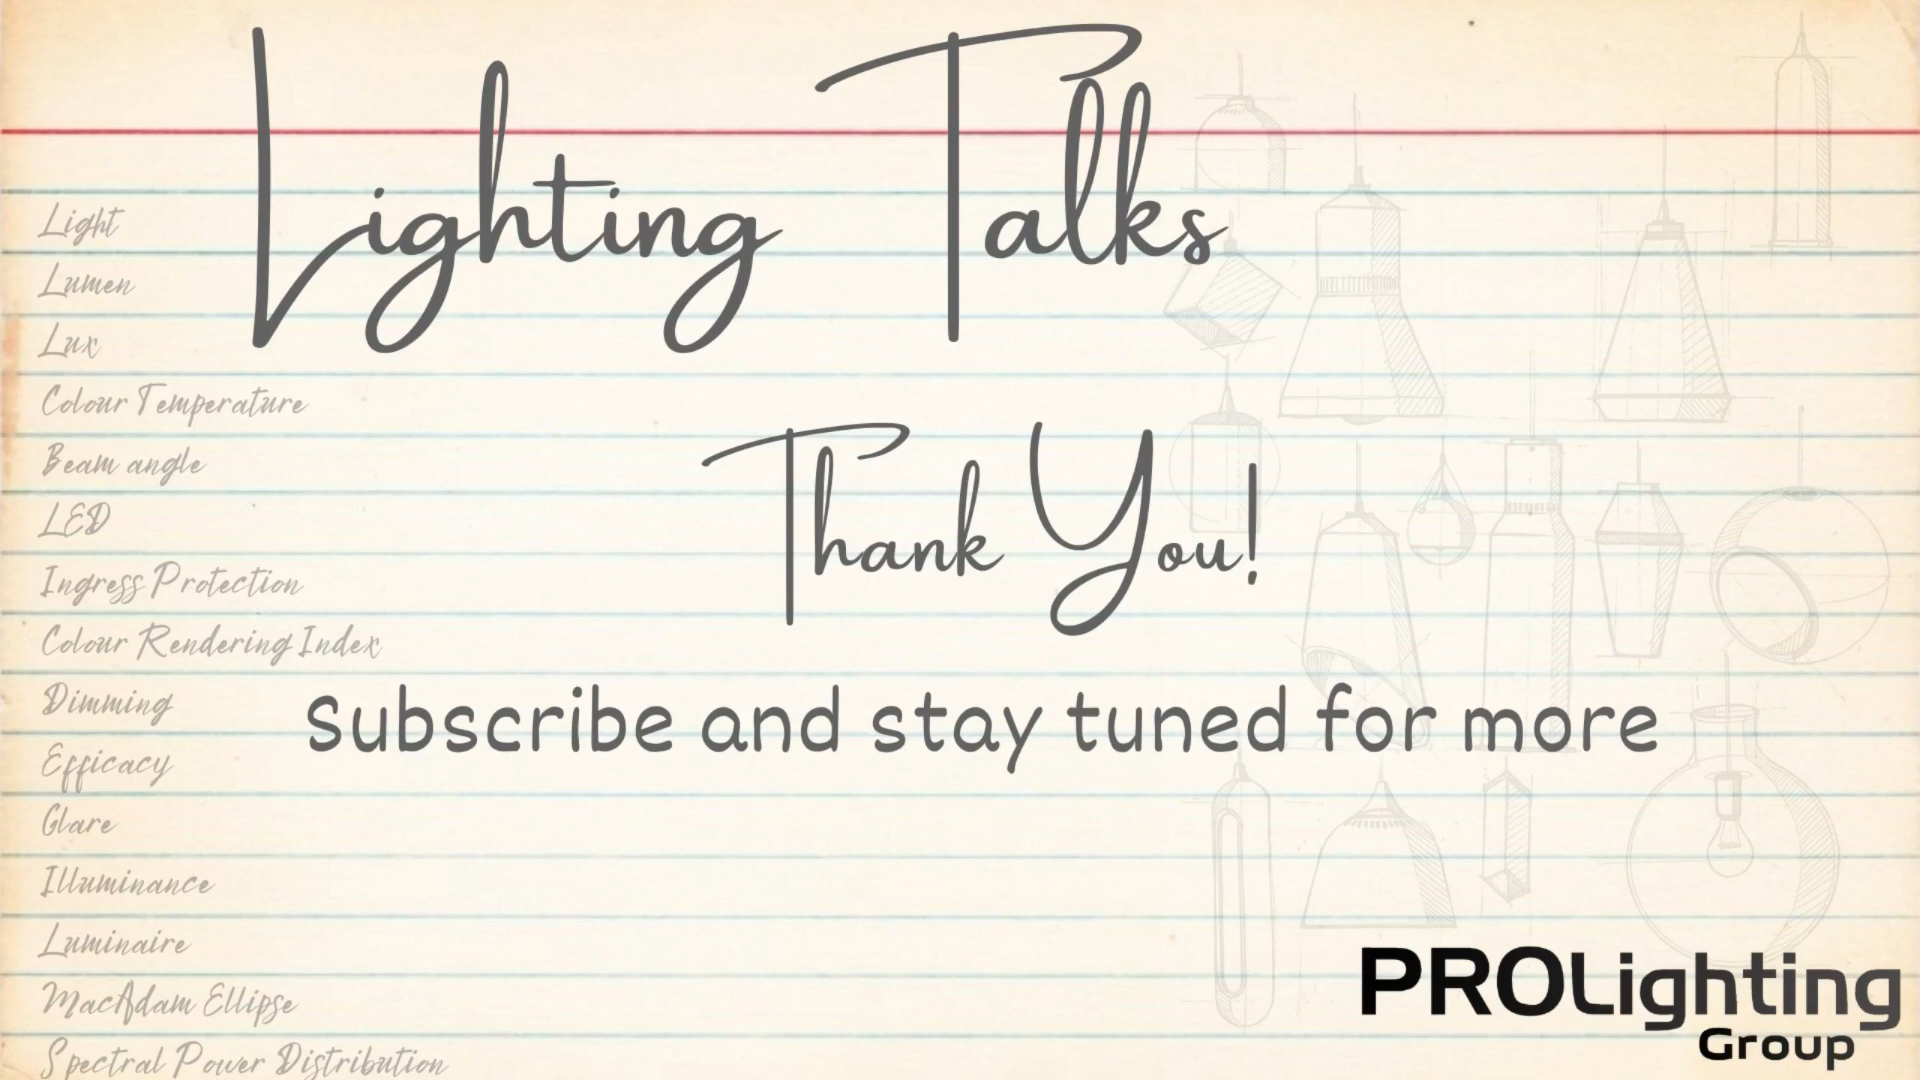 Lighting Talks
Light
Lumen
Lux
Colour Temperature
Beam angle
LED
Ingress Protection
Colour Rendering Index
Dimming
Efficacy
Glare
Illuminance
Luminaire
MacAdam Ellipse
Spectral Power Distribution
Thank You!
Subscribe and stay tuned for more
PROLighting
Group